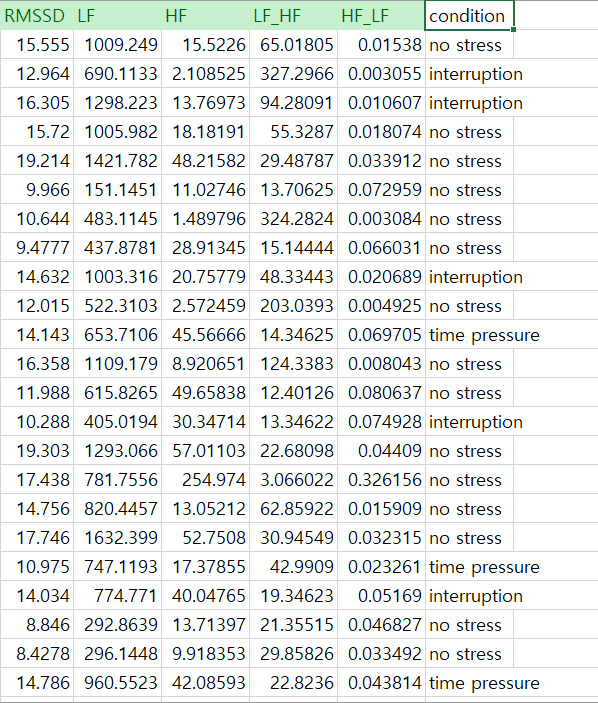 RMSSD LF HF LF_HF HF_LF condition
15.555 1009.249 15.5226 65.01805 0.01538 no stress
12.964 690.1133 2.108525 327.2966 0.003055 interruption
16.305 1298.223 13.76973 94.28091 0.010607 interruption
15.72 1005.982 18.18191 55.3287 0.018074 no stress
19.214 1421.782 48.21582 29.48787 0.033912 no stress
9.966 151.1451 11.02746 13.70625 0.072959 no stress
10.644 483.1145 1.489796 324.2824 0.003084 no stress
9.4777 437.8781 28.91345 15.14444 0.066031 no stress
14.632 1003.316 20.75779 48.33443 0.020689 interruption
12.015 522.3103 2.572459 203.0393 0.004925 no stress
14.143 653.7106 45.56666 14.34625 0.069705 time pressure
16.358 1109.179 8.920651 124.3383 0.008043 no stress
11.988 615.8265 49.65838 12.40126 0.080637 no stress
10.288 405.0194 30.34714 13.34622 0.074928 interruption
19.303 1293.066 57.01103 22.68098 0.04409 no stress
17.438 781.7556 254.974 3.066022 0.326156 no stress
14.756 820.4457 13.05212 62.85922 0.015909 no stress
17.746 1632.399 52.7508 30.94549 0.032315 no stress
10.975 747.1193 17.37855 42.9909 0.023261 time pressure
14.034 774.771 40.04765 19.34623 0.05169 interruption
8.846 292.8639 13.71397 21.35515 0.046827 no stress
8.4278 296.1448 9.918353 29.85826 0.033492 no stress
14.786 960.5523 42.08593 22.8236 0.043814 time pressure